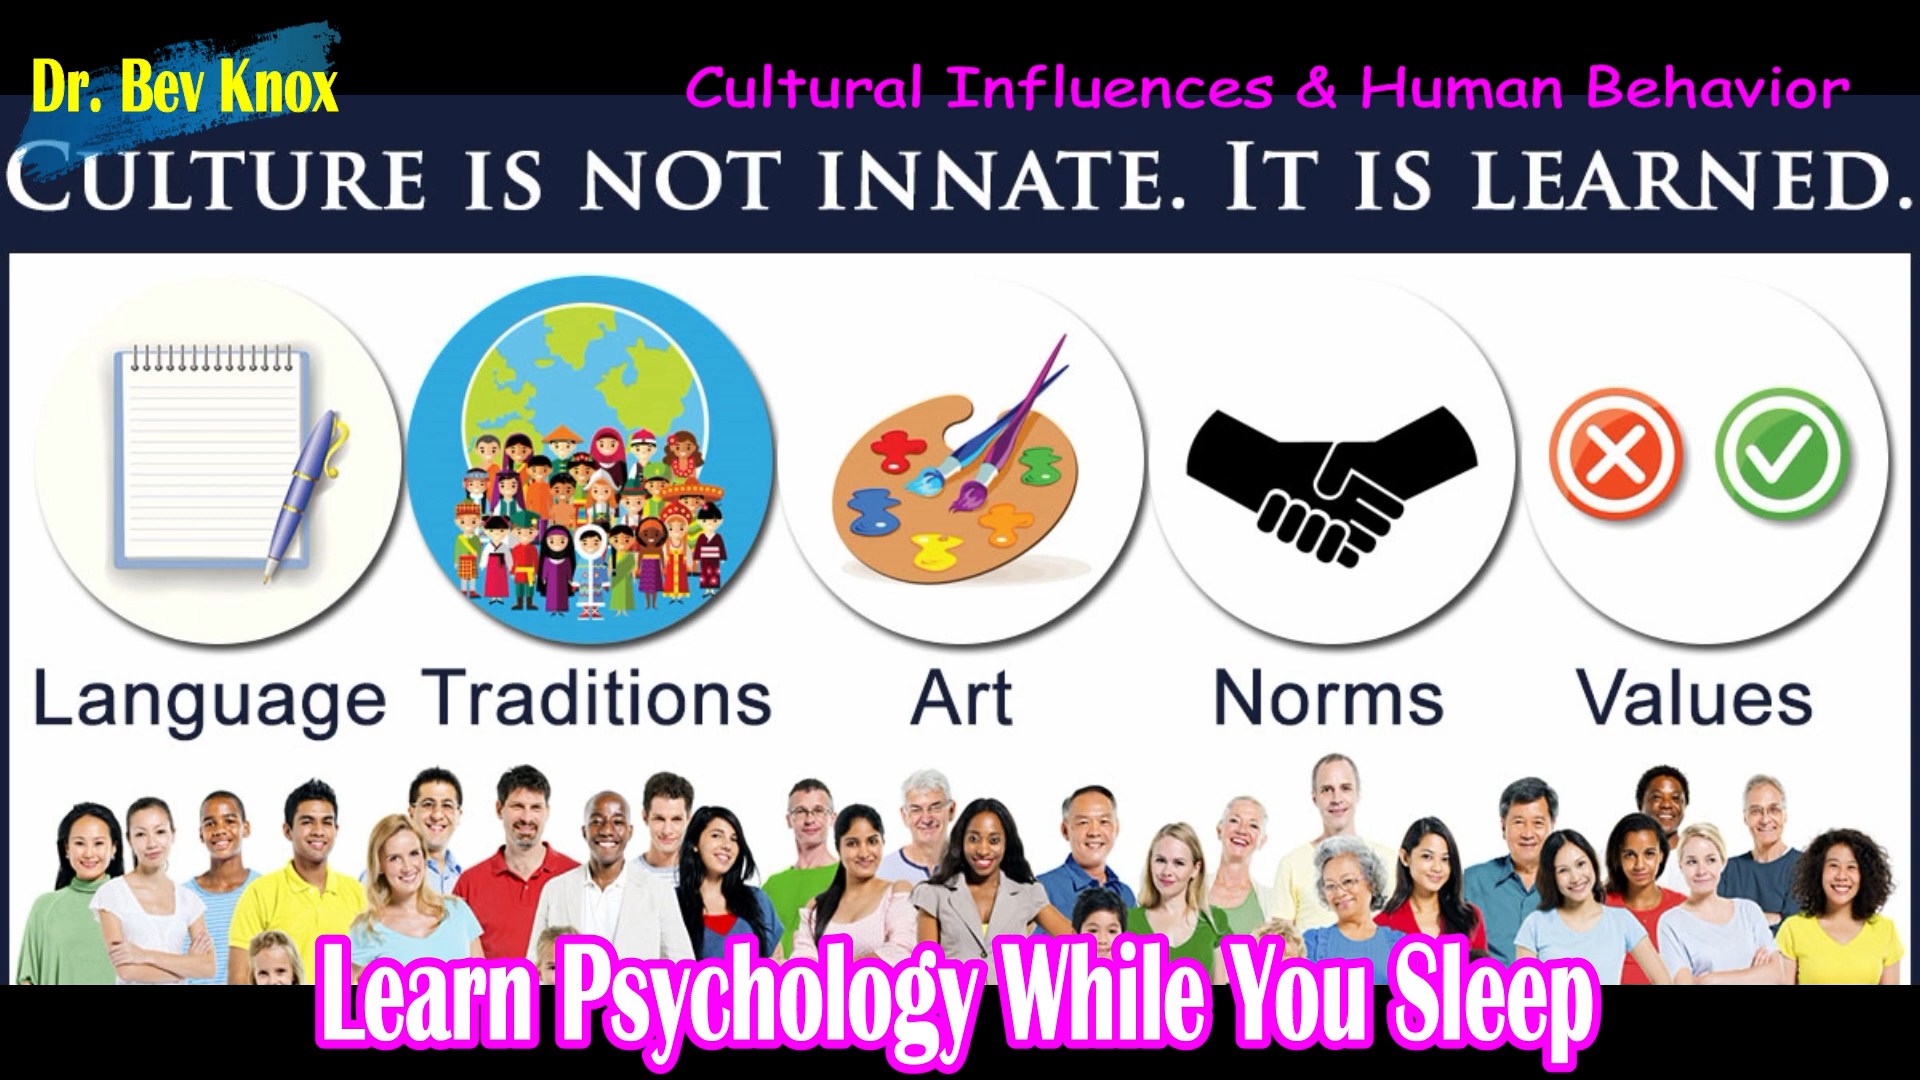 Dr. Bev Knox
Cultural Influences & Human Behavior
CULTURE IS NOT INNATE. IT IS LEARNED.
Language Traditions Art Norms Values
Learn Psychology While You Sleep